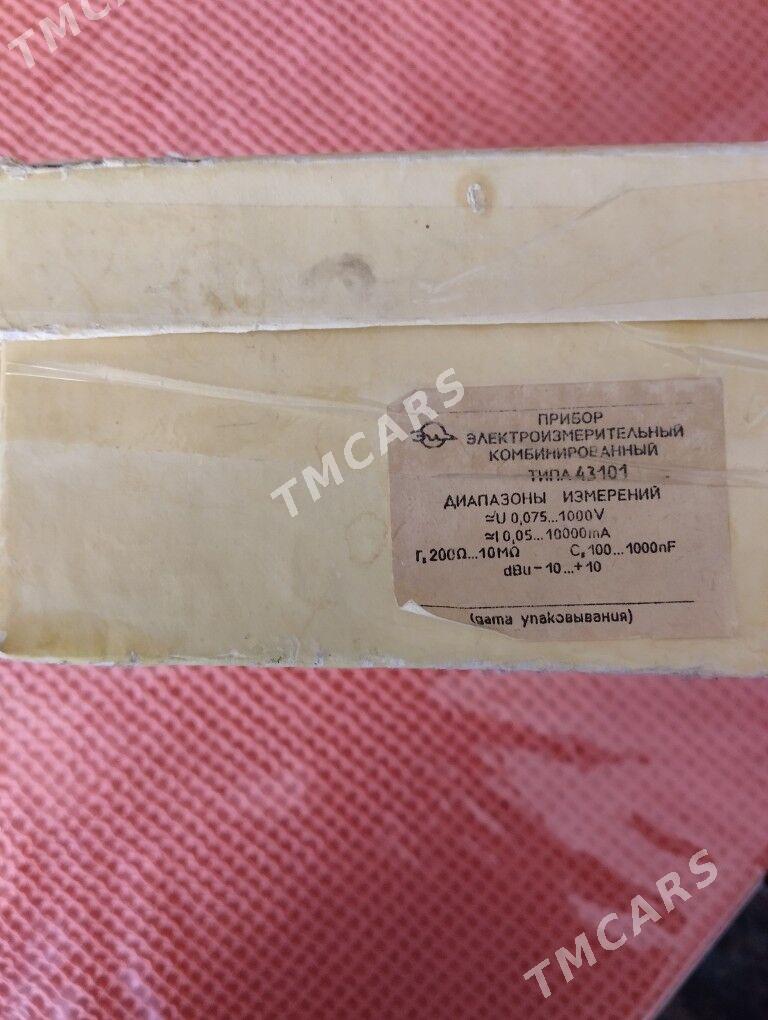 TMCARS
ПРИБОР
ЭЛЕКТРОИЗМЕРИТЕЛЬНЫЙ
КОМБИНИРОВАННЫЙ
ТИПА 43101
ДИАПАЗОНЫ ИЗМЕРЕНИЙ
≂U 0,075...1000V
≂I 0,05...10000mA
r, 200Ω...10MΩ C, 100...1000nF
dBu -10...+10
(дата упаковывания)
TMCARS
TMCARS